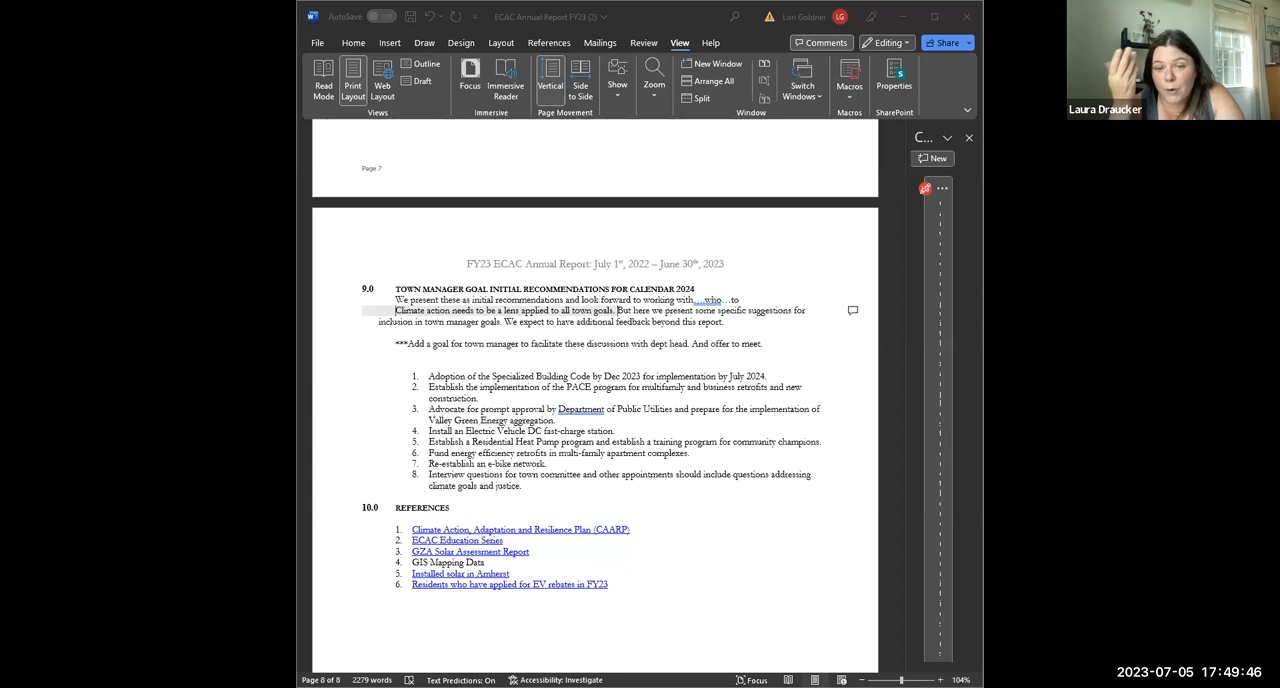 AutoSave Off ECAC Annual Report FY23 (2) Lori Goldner LG
File Home Insert Draw Design Layout References Mailings Review View Help Comments Editing Share
Read Mode
Print Layout
Web Layout
Outline
Draft
Views
Focus
Immersive Reader
Immersive
Vertical
Side to Side
Page Movement
Show
Zoom
New Window
Arrange All
Split
Switch Windows
Window
Macros
Macros
Properties
SharePoint
Laura Draucker
C...
New
Page 7
FY23 ECAC Annual Report: July 1st, 2022 – June 30th, 2023
9.0 TOWN MANAGER GOAL INITIAL RECOMMENDATIONS FOR CALENDAR 2024
We present these as initial recommendations and look forward to working with….who…to
Climate action needs to be a lens applied to all town goals. But here we present some specific suggestions for
inclusion in town manager goals. We expect to have additional feedback beyond this report.
***Add a goal for town manager to facilitate these discussions with dept head. And offer to meet.
1. Adoption of the Specialized Building Code by Dec 2023 for implementation by July 2024.
2. Establish the implementation of the PACE program for multifamily and business retrofits and new
construction.
3. Advocate for prompt approval by Department of Public Utilities and prepare for the implementation of
Valley Green Energy aggregation.
4. Install an Electric Vehicle DC fast-charge station.
5. Establish a Residential Heat Pump program and establish a training program for community champions.
6. Fund energy efficiency retrofits in multi-family apartment complexes.
7. Re-establish an e-bike network.
8. Interview questions for town committee and other appointments should include questions addressing
climate goals and justice.
10.0 REFERENCES
1. Climate Action, Adaptation and Resilience Plan (CAARP)
2. ECAC Education Series
3. GZA Solar Assessment Report
4. GIS Mapping Data
5. Installed solar in Amherst
6. Residents who have applied for EV rebates in FY23
Page 8 of 8 2279 words Text Predictions: On Accessibility: Investigate Focus 104%
2023-07-05 17:49:46